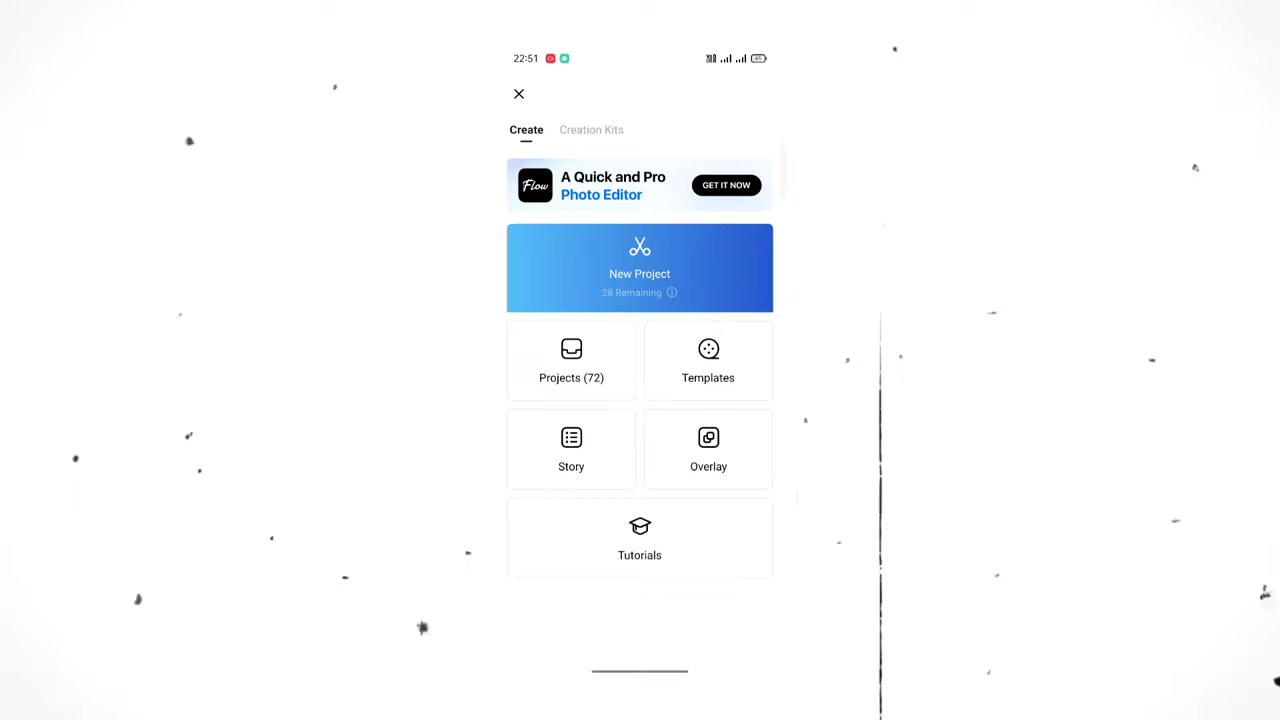 22:51
45
Create Creation Kits
Flow
A Quick and Pro
Photo Editor
GET IT NOW
New Project
28 Remaining
Projects (72)
Templates
Story
Overlay
Tutorials